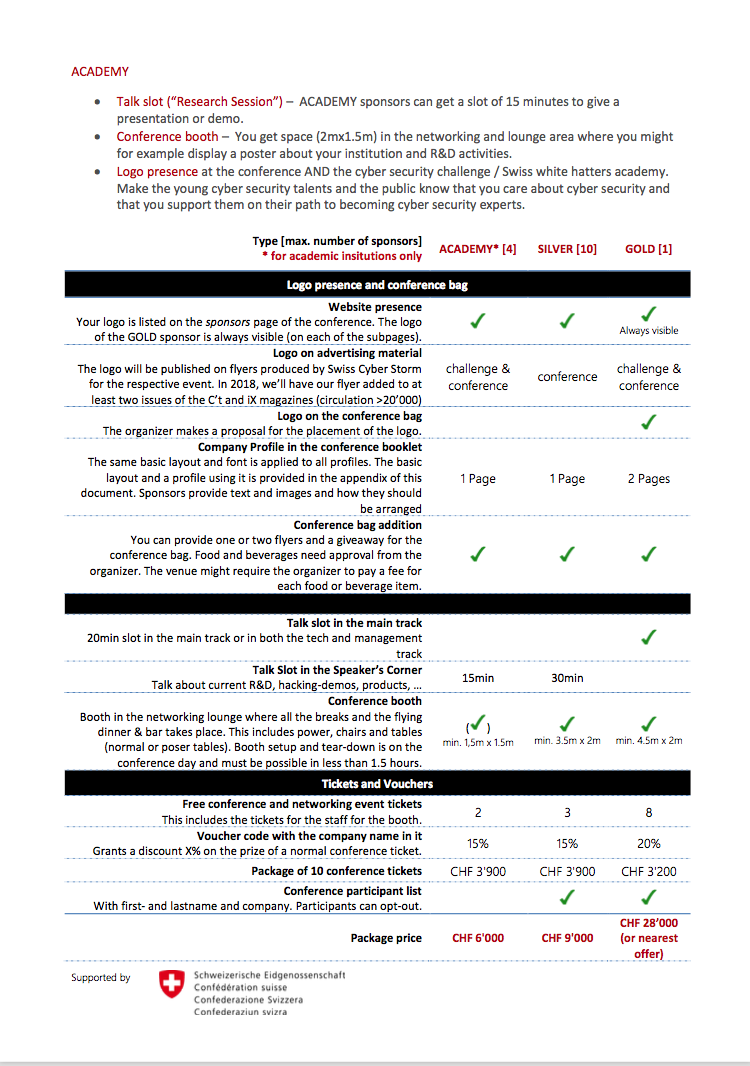 ACADEMY
• Talk slot (“Research Session”) – ACADEMY sponsors can get a slot of 15 minutes to give a
presentation or demo.
• Conference booth – You get space (2mx1.5m) in the networking and lounge area where you might
for example display a poster about your institution and R&D activities.
• Logo presence at the conference AND the cyber security challenge / Swiss white hatters academy.
Make the young cyber security talents and the public know that you care about cyber security and
that you support them on their path to becoming cyber security experts.
Type [max. number of sponsors]
* for academic insitutions only
ACADEMY* [4] SILVER [10] GOLD [1]
Logo presence and conference bag
Website presence
Your logo is listed on the sponsors page of the conference. The logo
of the GOLD sponsor is always visible (on each of the subpages).
✓ ✓ ✓
Always visible
Logo on advertising material
The logo will be published on flyers produced by Swiss Cyber Storm
for the respective event. In 2018, we’ll have our flyer added to at
least two issues of the C’t and iX magazines (circulation >20’000)
challenge &
conference
conference
challenge &
conference
Logo on the conference bag
The organizer makes a proposal for the placement of the logo.
✓
Company Profile in the conference booklet
The same basic layout and font is applied to all profiles. The basic
layout and a profile using it is provided in the appendix of this
document. Sponsors provide text and images and how they should
be arranged
1 Page 1 Page 2 Pages
Conference bag addition
You can provide one or two flyers and a giveaway for the
conference bag. Food and beverages need approval from the
organizer. The venue might require the organizer to pay a fee for
each food or beverage item.
✓ ✓ ✓
Talk slot in the main track
20min slot in the main track or in both the tech and management
track
✓
Talk Slot in the Speaker’s Corner
Talk about current R&D, hacking-demos, products, ...
15min 30min
Conference booth
Booth in the networking lounge where all the breaks and the flying
dinner & bar takes place. This includes power, chairs and tables
(normal or poser tables). Booth setup and tear-down is on the
conference day and must be possible in less than 1.5 hours.
(✓) ✓ ✓
min. 1,5m x 1.5m min. 3.5m x 2m min. 4.5m x 2m
Tickets and Vouchers
Free conference and networking event tickets
This includes the tickets for the staff for the booth.
2 3 8
Voucher code with the company name in it
Grants a discount X% on the prize of a normal conference ticket.
15% 15% 20%
Package of 10 conference tickets CHF 3’900 CHF 3’900 CHF 3’200
Conference participant list
With first- and lastname and company. Participants can opt-out.
✓ ✓
Package price CHF 6’000 CHF 9’000
CHF 28’000
(or nearest
offer)
Supported by
Schweizerische Eidgenossenschaft
Confédération suisse
Confederazione Svizzera
Confederaziun svizra